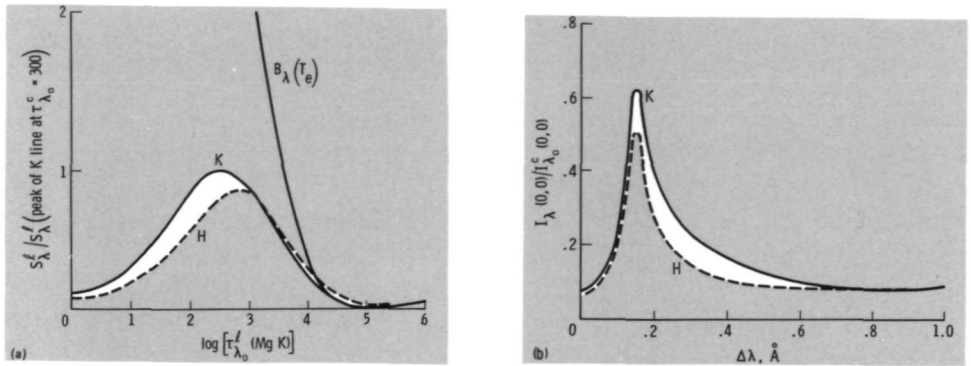 2
1
0
S^ℓ_λ / S^ℓ_λ (peak of K line at τ^c_λ₀ = 300)
K
H
B_λ(T_e)
0 1 2 3 4 5 6
log [τ^ℓ_λ₀ (Mg K)]
(a)
.8
.6
.4
.2
0
I_λ (0,0)/I^c_λ₀ (0,0)
K
H
0 .2 .4 .6 .8 1.0
Δλ, Å
(b)